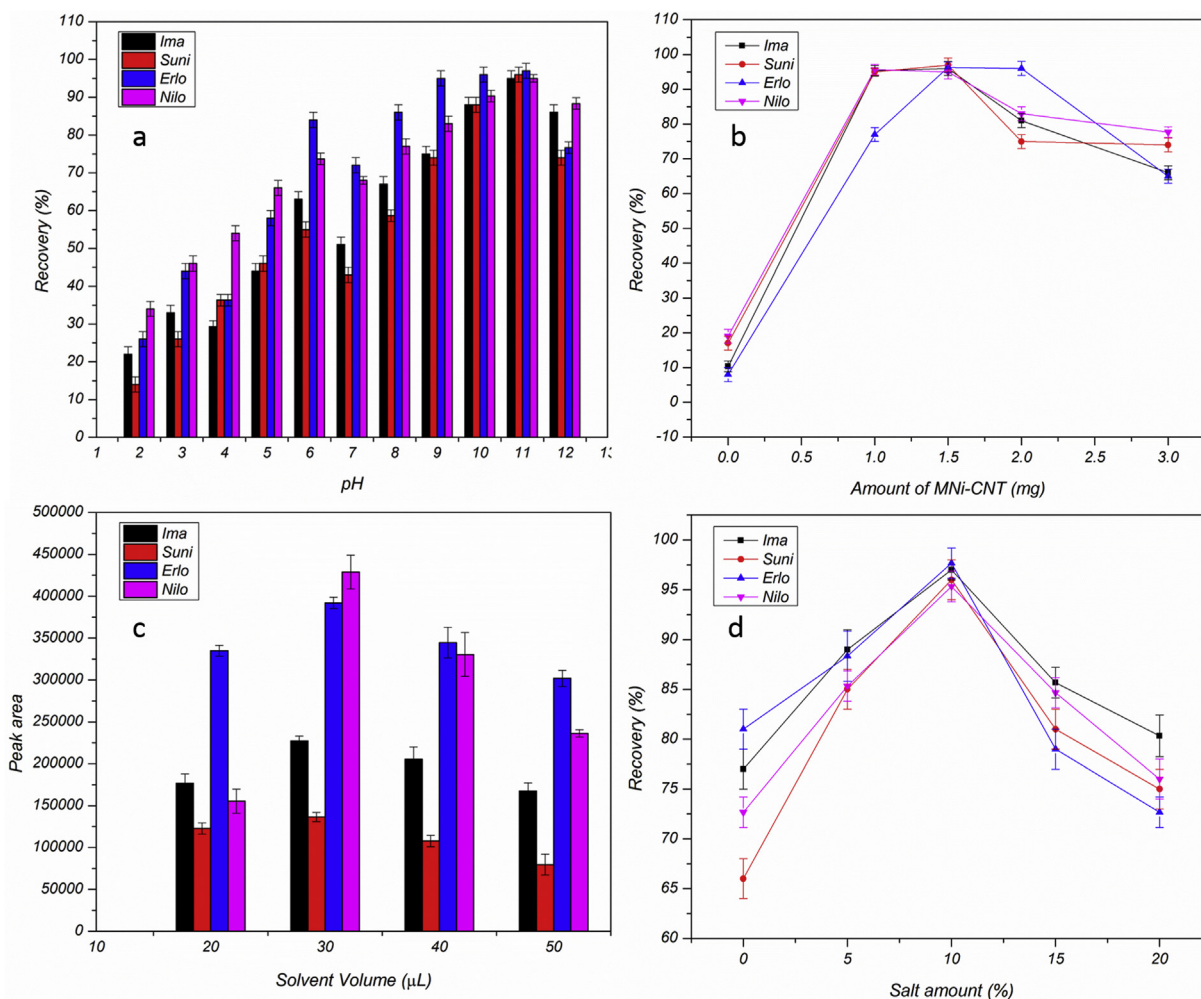 110
100
90
80
70
60
50
40
30
20
10
0
Recovery (%)
Ima
Suni
Erlo
Nilo
a
1 2 3 4 5 6 7 8 9 10 11 12 13
pH
110
100
90
80
70
60
50
40
30
20
10
0
-10
Recovery (%)
Ima
Suni
Erlo
Nilo
b
0.0 0.5 1.0 1.5 2.0 2.5 3.0
Amount of MNi-CNT (mg)
500000
450000
400000
350000
300000
250000
200000
150000
100000
50000
0
Peak area
Ima
Suni
Erlo
Nilo
c
10 20 30 40 50
Solvent Volume (μL)
100
95
90
85
80
75
70
65
60
Recovery (%)
Ima
Suni
Erlo
Nilo
d
0 5 10 15 20
Salt amount (%)